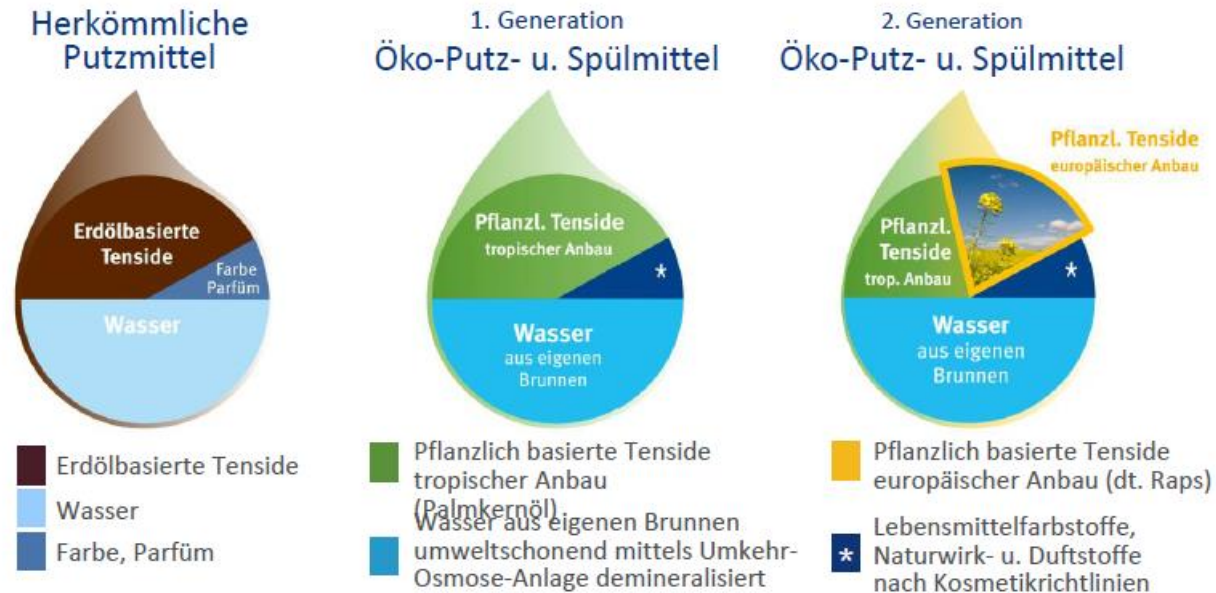 Herkömmliche
Putzmittel
Erdölbasierte
Tenside
Farbe
Parfüm
Wasser
Erdölbasierte Tenside
Wasser
Farbe, Parfüm
1. Generation
Öko-Putz- u. Spülmittel
Pflanzl. Tenside
tropischer Anbau
*
Wasser
aus eigenen
Brunnen
Pflanzlich basierte Tenside
tropischer Anbau
(Palmkernöl)
Wasser aus eigenen Brunnen
umweltschonend mittels Umkehr-
Osmose-Anlage demineralisiert
2. Generation
Öko-Putz- u. Spülmittel
Pflanzl. Tenside
europäischer Anbau
Pflanzl.
Tenside
trop. Anbau
*
Wasser
aus eigenen
Brunnen
Pflanzlich basierte Tenside
europäischer Anbau (dt. Raps)
*
Lebensmittelfarbstoffe,
Naturwirk- u. Duftstoffe
nach Kosmetikrichtlinien